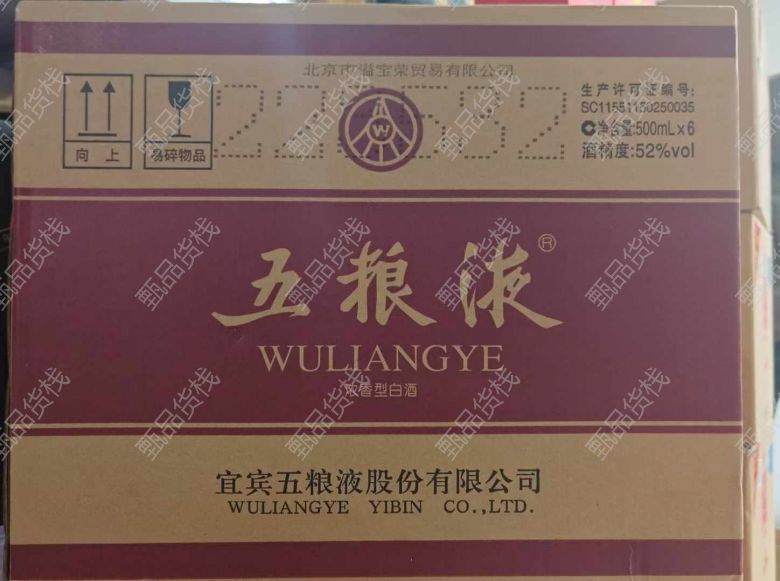 北京市溢宝荣贸易有限公司
向 上
易碎物品
W
生产许可证编号:
SC11551150250035
净含量:500mL×6
酒精度:52%vol
五粮液®
WULIANGYE
浓香型白酒
宜宾五粮液股份有限公司
WULIANGYE YIBIN CO.,LTD.
甄品货栈